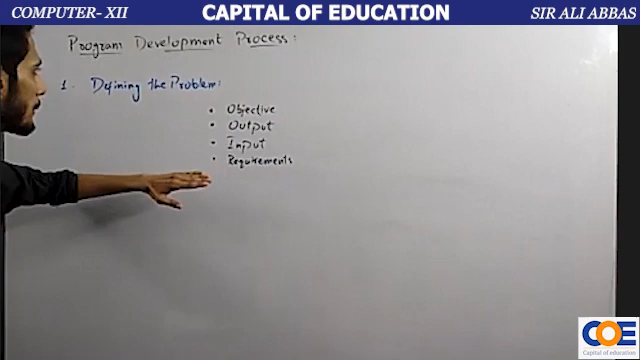 COMPUTER- XII
CAPITAL OF EDUCATION
SIR ALI ABBAS
Program Development Process:
1. Defining the Problem:
• Objective
• Output
• Input
• Requirements
COE
Capital of education